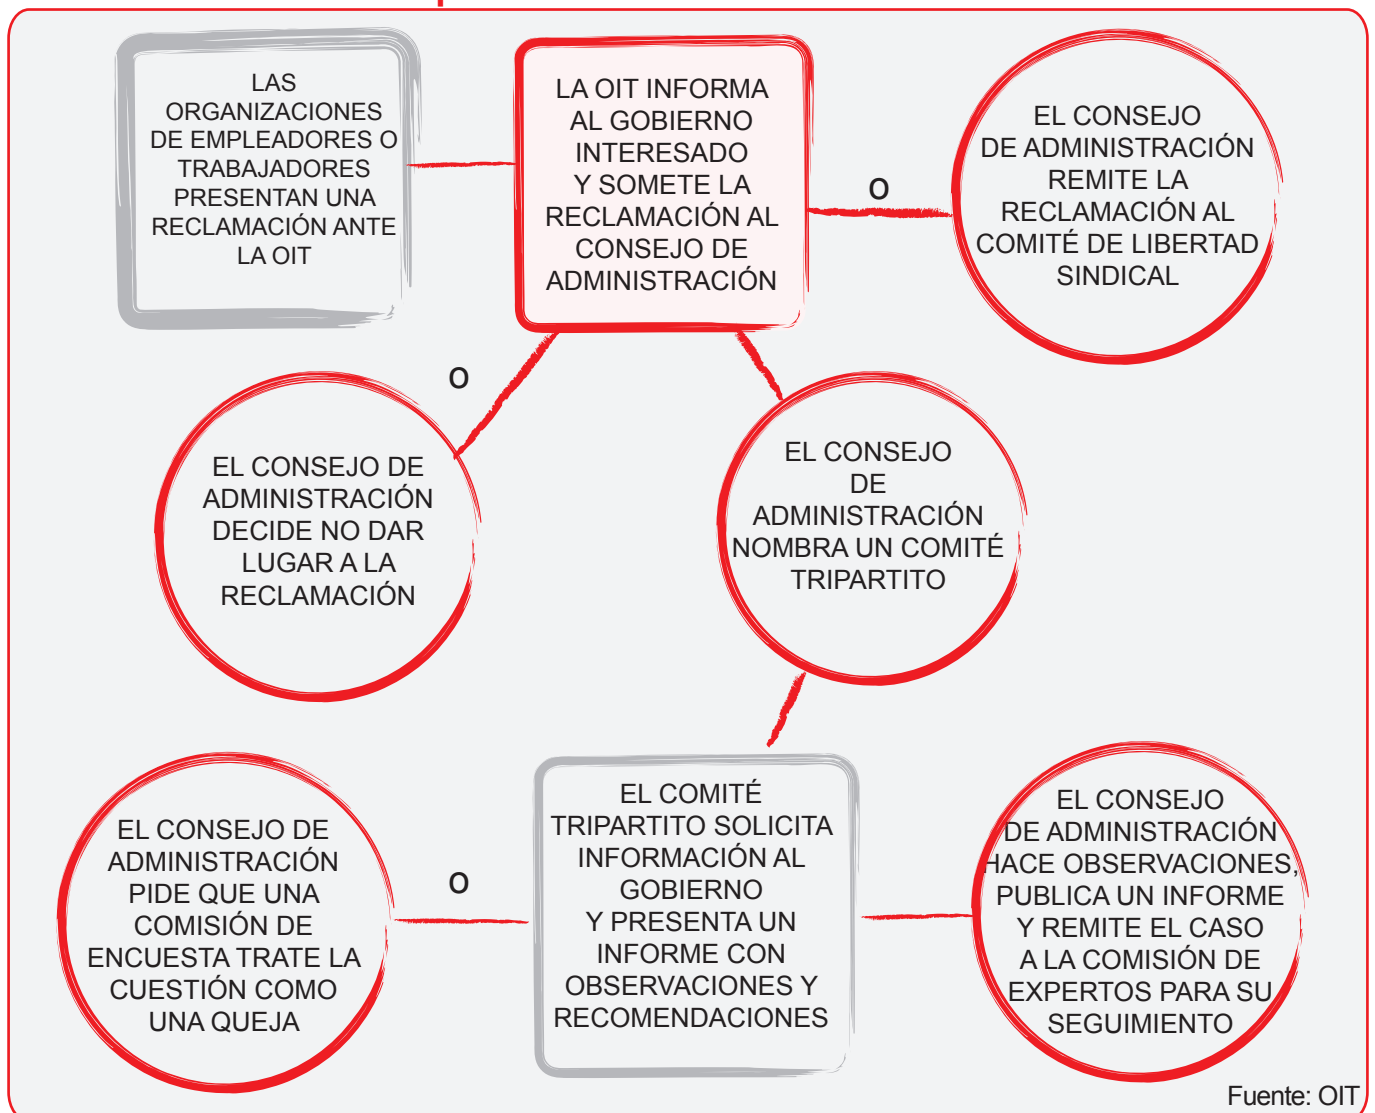 LAS
ORGANIZACIONES
DE EMPLEADORES O
TRABAJADORES
PRESENTAN UNA
RECLAMACIÓN ANTE
LA OIT
LA OIT INFORMA
AL GOBIERNO
INTERESADO
Y SOMETE LA
RECLAMACIÓN AL
CONSEJO DE
ADMINISTRACIÓN
O
EL CONSEJO
DE ADMINISTRACIÓN
REMITE LA
RECLAMACIÓN AL
COMITÉ DE LIBERTAD
SINDICAL
O
EL CONSEJO DE
ADMINISTRACIÓN
DECIDE NO DAR
LUGAR A LA
RECLAMACIÓN
EL CONSEJO
DE
ADMINISTRACIÓN
NOMBRA UN COMITÉ
TRIPARTITO
EL CONSEJO DE
ADMINISTRACIÓN
PIDE QUE UNA
COMISIÓN DE
ENCUESTA TRATE LA
CUESTIÓN COMO
UNA QUEJA
O
EL COMITÉ
TRIPARTITO SOLICITA
INFORMACIÓN AL
GOBIERNO
Y PRESENTA UN
INFORME CON
OBSERVACIONES Y
RECOMENDACIONES
EL CONSEJO
DE ADMINISTRACIÓN
HACE OBSERVACIONES,
PUBLICA UN INFORME
Y REMITE EL CASO
A LA COMISIÓN DE
EXPERTOS PARA SU
SEGUIMIENTO
Fuente: OIT